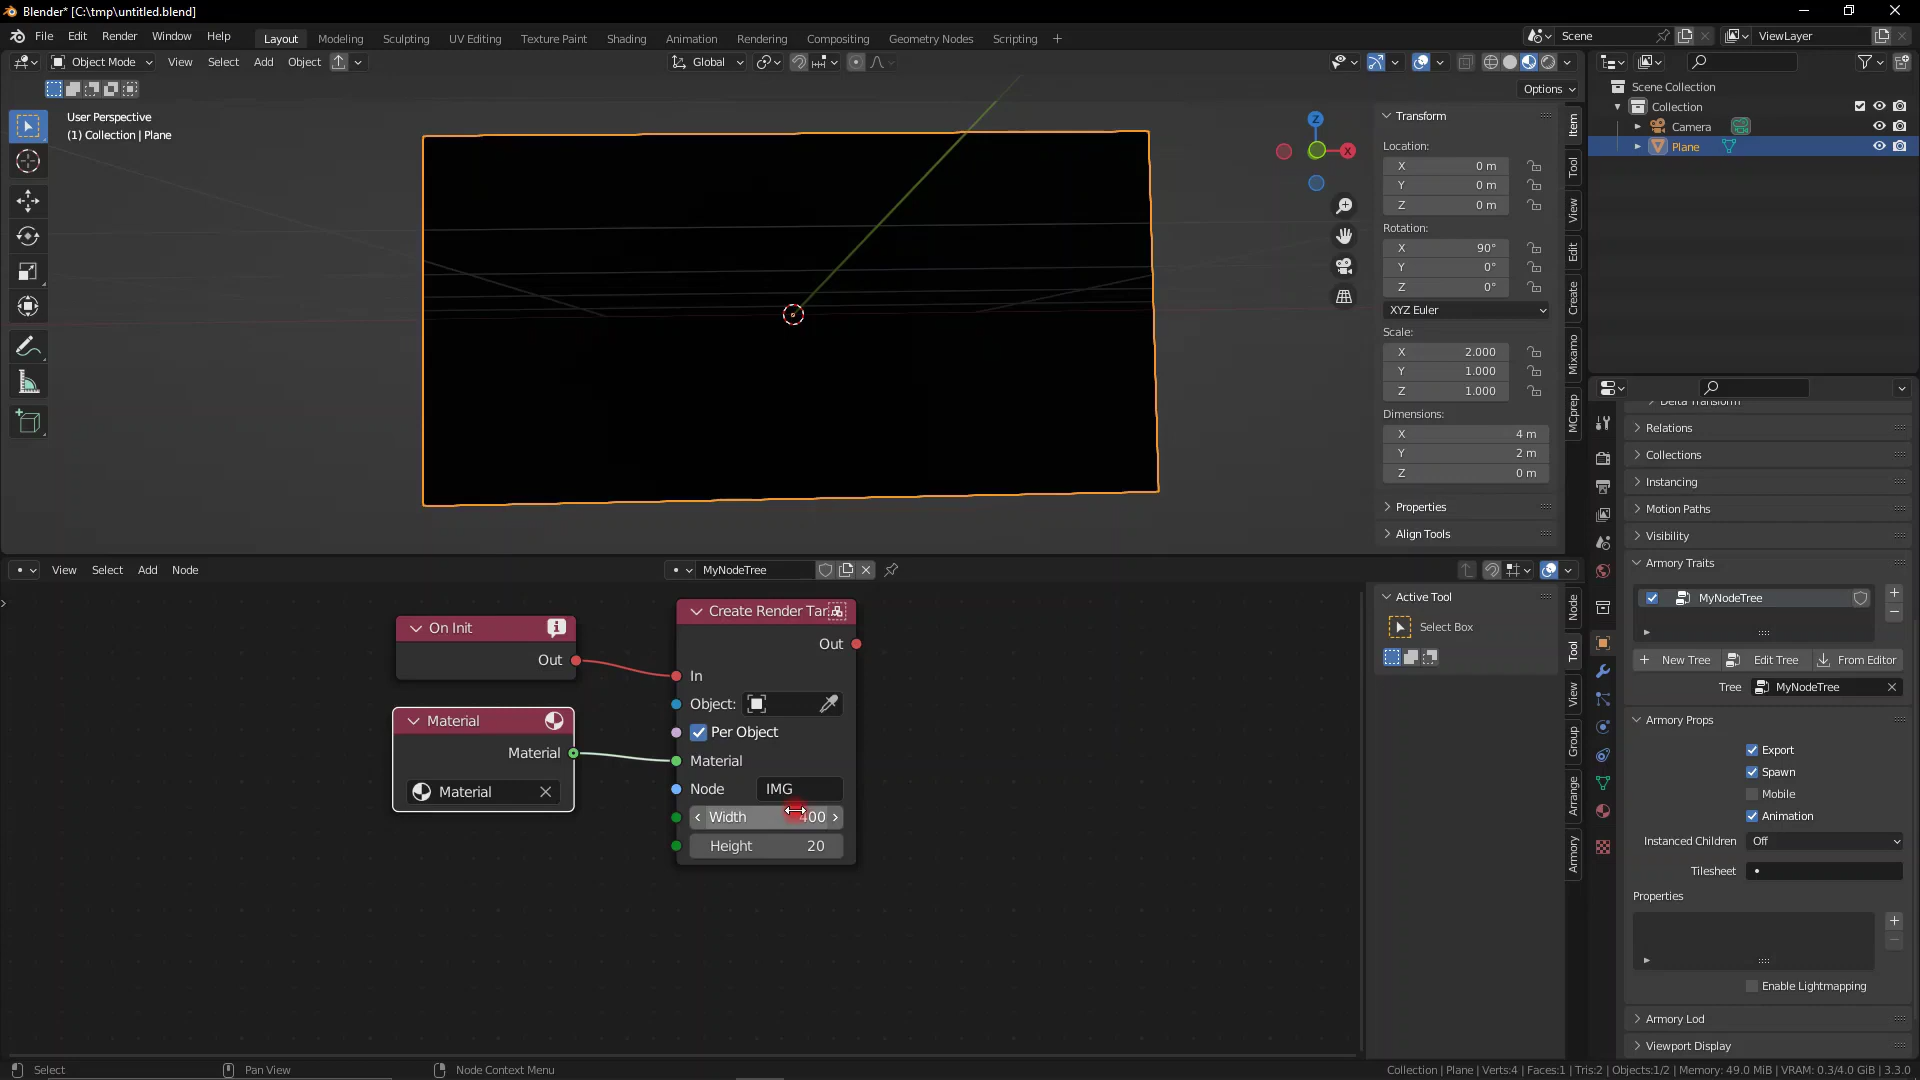 Blender* [C:\tmp\untitled.blend]
File Edit Render Window Help
Layout Modeling Sculpting UV Editing Texture Paint Shading Animation Rendering Compositing Geometry Nodes Scripting +
Scene
ViewLayer
Object Mode View Select Add Object
Global
Options
User Perspective
(1) Collection | Plane
Z
X
Transform
Location:
X 0 m
Y 0 m
Z 0 m
Rotation:
X 90°
Y 0°
Z 0°
XYZ Euler
Scale:
X 2.000
Y 1.000
Z 1.000
Dimensions:
X 4 m
Y 2 m
Z 0 m
Properties
Align Tools
Item
Tool
View
Edit
Create
Mixamo
MCprep
Scene Collection
Collection
Camera
Plane
Delta Transform
Relations
Collections
Instancing
Motion Paths
Visibility
Armory Traits
MyNodeTree
New Tree Edit Tree From Editor
Tree MyNodeTree
Armory Props
Export
Spawn
Mobile
Animation
Instanced Children Off
Tilesheet
Properties
Enable Lightmapping
Armory Lod
Viewport Display
View Select Add Node
MyNodeTree
On Init
Out
Material
Material
Material
Create Render Tar..
Out
In
Object:
Per Object
Material
Node IMG
Width 400
Height 20
Active Tool
Select Box
Node
Tool
View
Group
Arrange
Armory
Select
Pan View
Node Context Menu
Collection | Plane | Verts:4 | Faces:1 | Tris:2 | Objects:1/2 | Memory: 49.0 MiB | VRAM: 0.3/4.0 GiB | 3.3.0